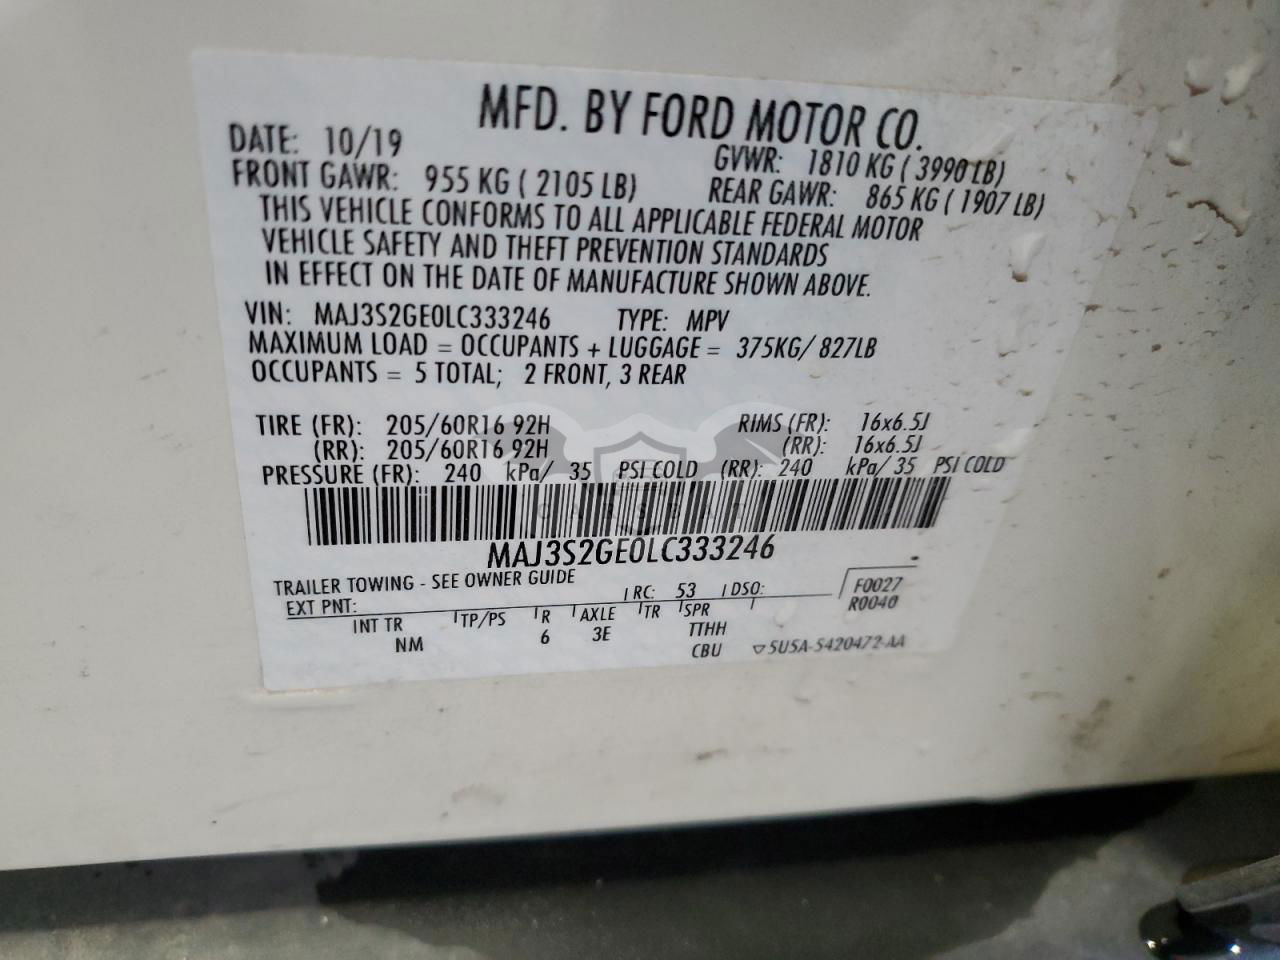 MFD. BY FORD MOTOR CO.
DATE: 10/19 GVWR: 1810 KG ( 3990 LB)
FRONT GAWR: 955 KG ( 2105 LB) REAR GAWR: 865 KG ( 1907 LB)
THIS VEHICLE CONFORMS TO ALL APPLICABLE FEDERAL MOTOR
VEHICLE SAFETY AND THEFT PREVENTION STANDARDS
IN EFFECT ON THE DATE OF MANUFACTURE SHOWN ABOVE.
VIN: MAJ3S2GE0LC333246 TYPE: MPV
MAXIMUM LOAD = OCCUPANTS + LUGGAGE = 375KG/ 827LB
OCCUPANTS = 5 TOTAL; 2 FRONT, 3 REAR
TIRE (FR): 205/60R16 92H RIMS (FR): 16x6.5J
(RR): 205/60R16 92H (RR): 16x6.5J
PRESSURE (FR): 240 kPa/ 35 PSI COLD (RR): 240 kPa/ 35 PSI COLD
MAJ3S2GE0LC333246
TRAILER TOWING - SEE OWNER GUIDE
EXT PNT: RC: 53 DSO: F0027
R0040
INT TR TP/PS R AXLE TR SPR
NM 6 3E TTHH
CBU 5U5A-5420472-AA